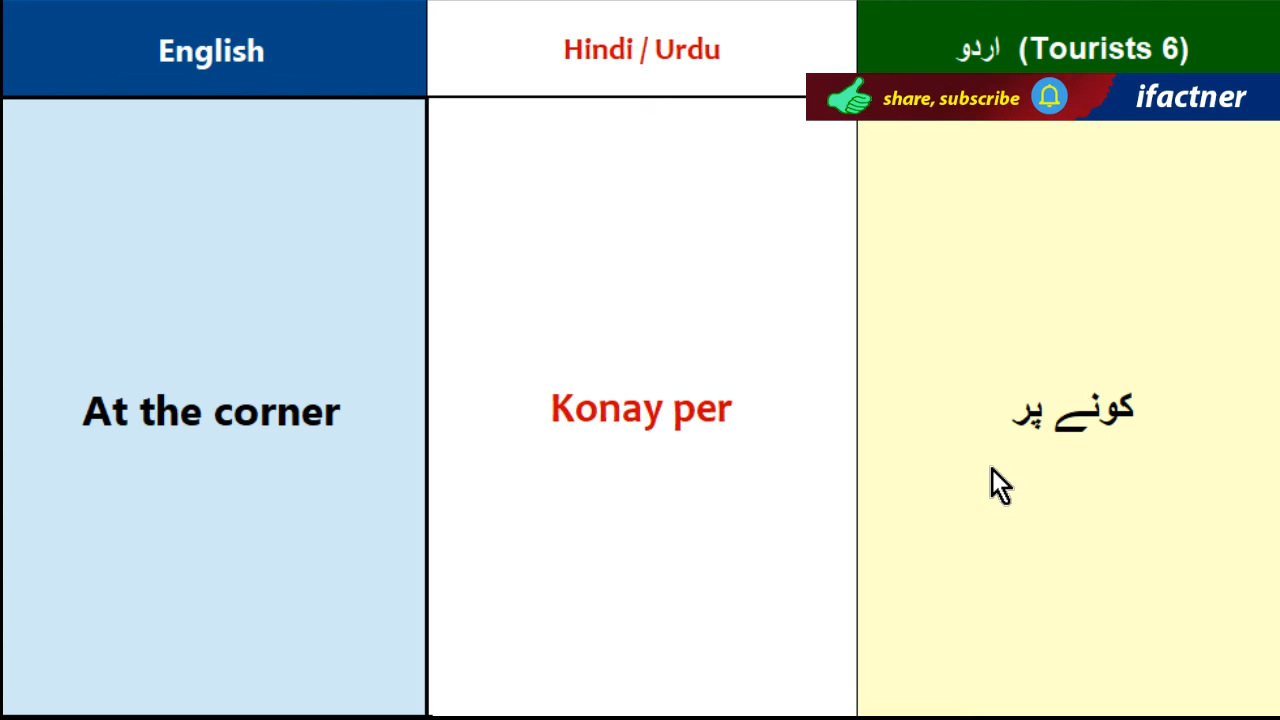 English
Hindi / Urdu
اردو (Tourists 6)
share, subscribe
ifactner
At the corner
Konay per
کونے پر